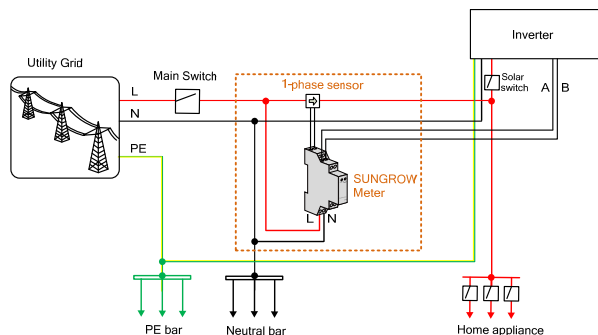 Inverter
Utility Grid
Main Switch
1-phase sensor
Solar
switch
L
A
B
N
PE
SUNGROW
Meter
L
N
PE bar
Neutral bar
Home appliance